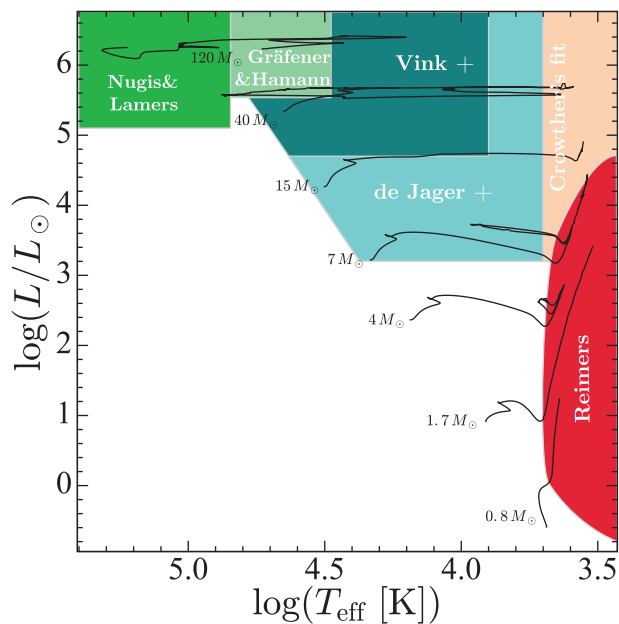 Nugis&
Lamers
Gräfener
&Hamann
Vink +
de Jager +
Crowther's fit
Reimers
120 M⊙
40 M⊙
15 M⊙
7 M⊙
4 M⊙
1.7 M⊙
0.8 M⊙
6
5
4
3
2
1
0
log(L/L⊙)
5.0 4.5 4.0 3.5
log(Teff [K])